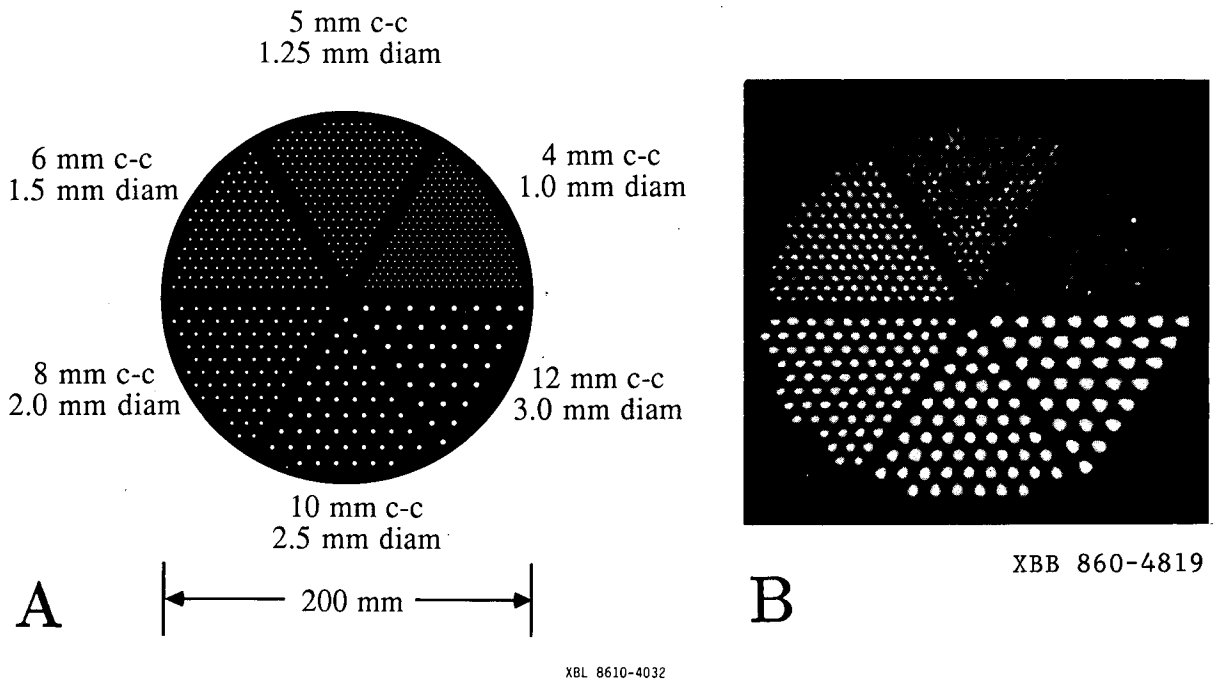 5 mm c-c
1.25 mm diam
6 mm c-c
1.5 mm diam
4 mm c-c
1.0 mm diam
8 mm c-c
2.0 mm diam
12 mm c-c
3.0 mm diam
10 mm c-c
2.5 mm diam
200 mm
A
XBL 8610-4032
XBB 860-4819
B